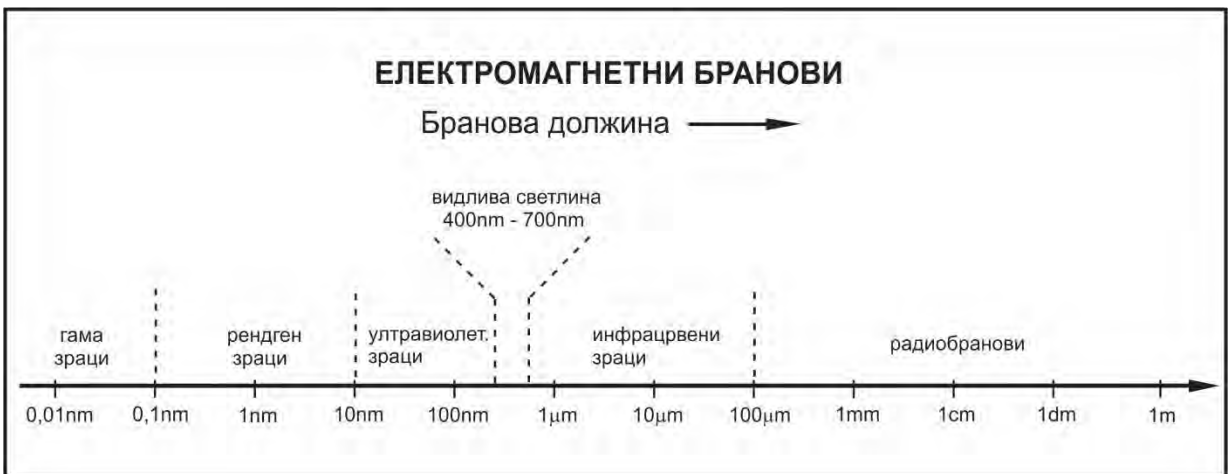 ЕЛЕКТРОМАГНЕТНИ БРАНОВИ
Бранова должина
видлива светлина
400nm - 700nm
гама
зраци
рендген
зраци
ултравиолет.
зраци
инфрацрвени
зраци
радиобранови
0,01nm 0,1nm 1nm 10nm 100nm 1μm 10μm 100μm 1mm 1cm 1dm 1m